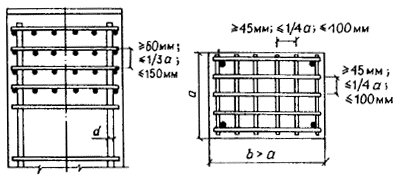 ≥60мм;
≤1/3a;
≤150мм
d
≥45мм; ≤1/4a; ≤100мм
a
≥45мм;
≤1/4a;
≤100мм
b>a